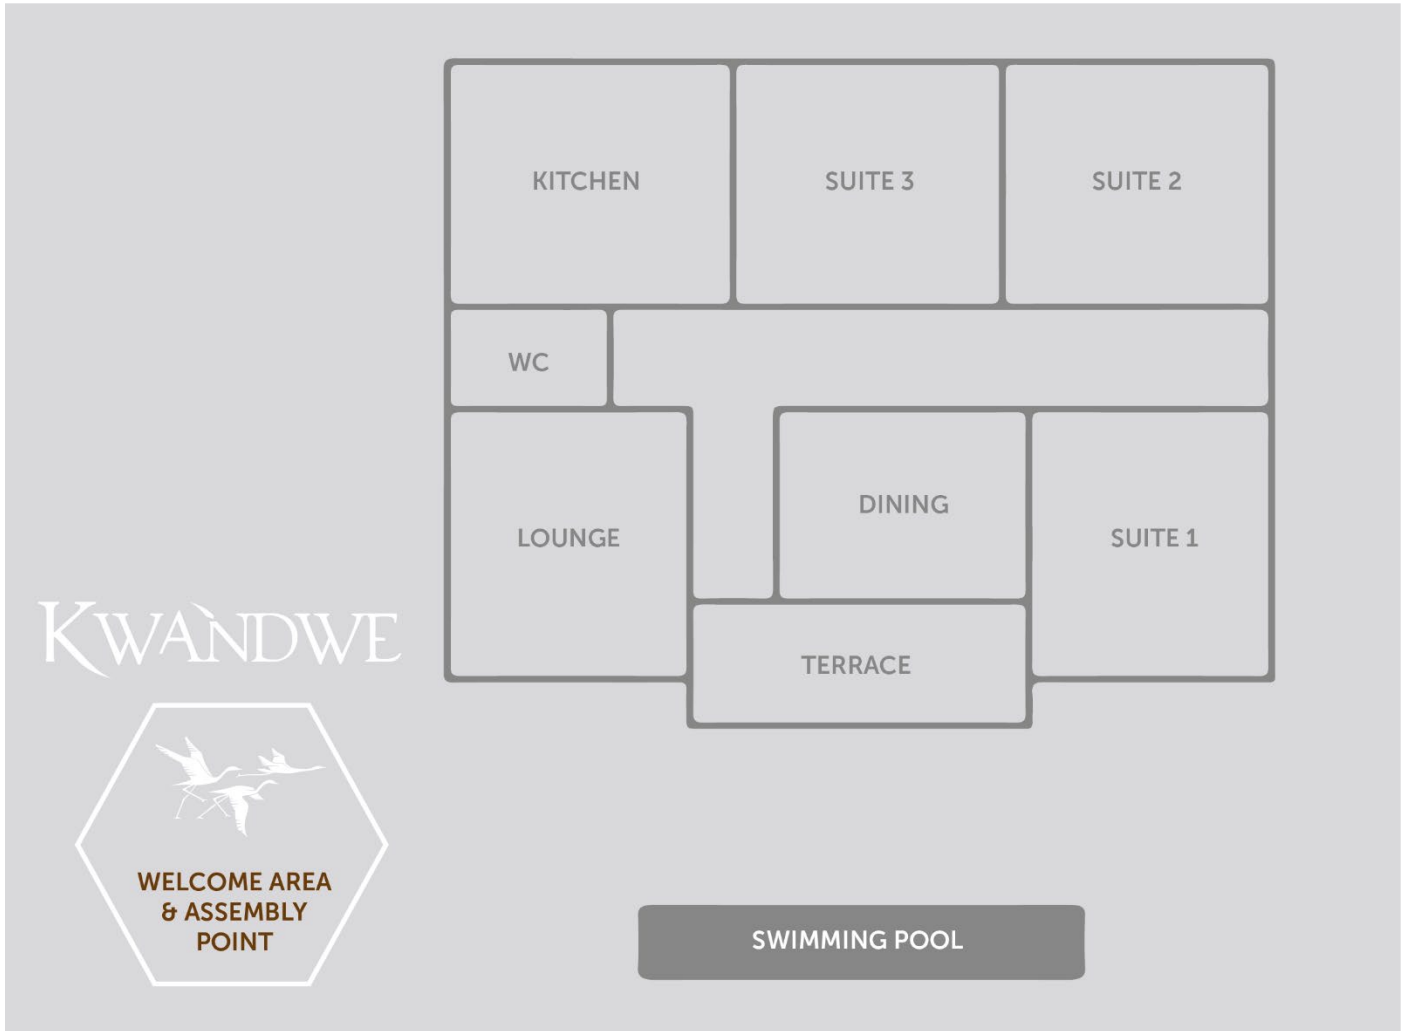 KITCHEN
SUITE 3
SUITE 2
WC
LOUNGE
DINING
SUITE 1
TERRACE
KWANDWE
WELCOME AREA
& ASSEMBLY
POINT
SWIMMING POOL